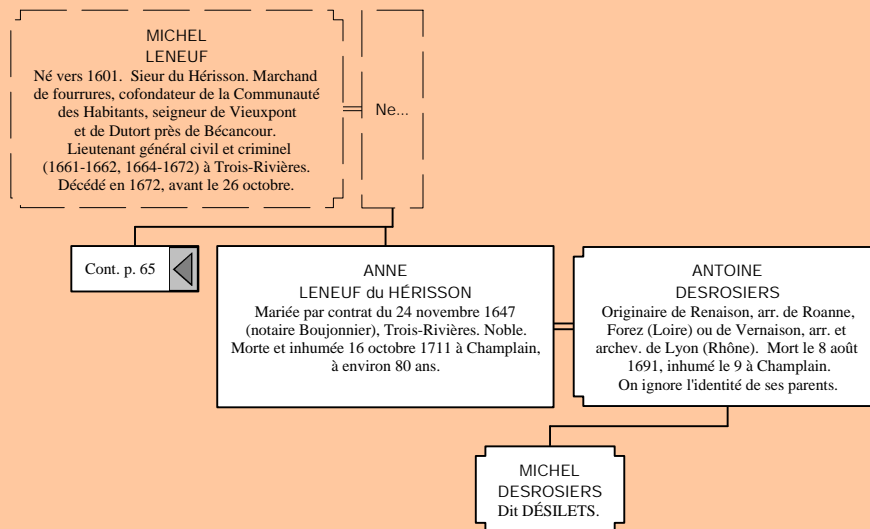 MICHEL
LENEUF
Né vers 1601. Sieur du Hérisson. Marchand
de fourrures, cofondateur de la Communauté
des Habitants, seigneur de Vieuxpont
et de Dutort près de Bécancour.
Lieutenant général civil et criminel
(1661-1662, 1664-1672) à Trois-Rivières.
Décédé en 1672, avant le 26 octobre.
Ne...
Cont. p. 65
ANNE
LENEUF du HÉRISSON
Mariée par contrat du 24 novembre 1647
(notaire Boujonnier), Trois-Rivières. Noble.
Morte et inhumée 16 octobre 1711 à Champlain,
à environ 80 ans.
ANTOINE
DESROSIERS
Originaire de Renaison, arr. de Roanne,
Forez (Loire) ou de Vernaison, arr. et
archev. de Lyon (Rhône). Mort le 8 août
1691, inhumé le 9 à Champlain.
On ignore l'identité de ses parents.
MICHEL
DESROSIERS
Dit DÉSILETS.